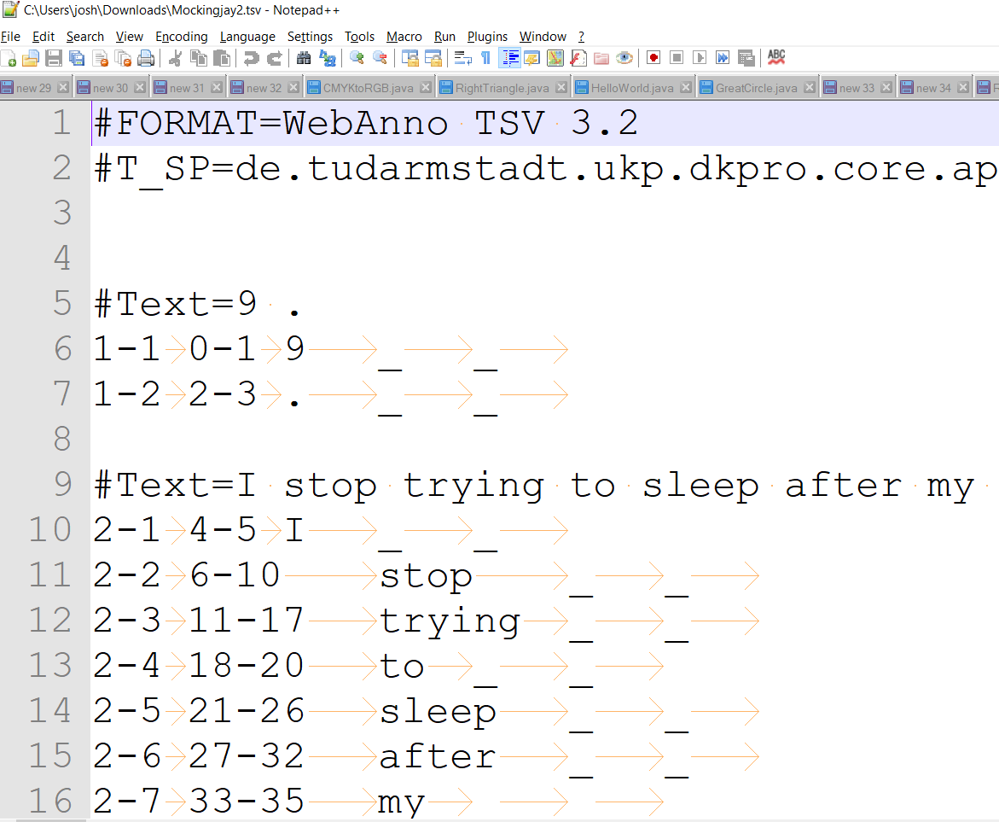 C:\Users\josh\Downloads\Mockingjay2.tsv - Notepad++
File Edit Search View Encoding Language Settings Tools Macro Run Plugins Window ?
ABC
new 29 new 30 new 31 new 32 CMYKtoRGB.java RightTriangle.java HelloWorld.java GreatCircle.java new 33 new 34
1 #FORMAT=WebAnno TSV 3.2
2 #T_SP=de.tudarmstadt.ukp.dkpro.core.ap
3
4
5 #Text=9 .
6 1-1 0-1 9 _ _
7 1-2 2-3 . _ _
8
9 #Text=I stop trying to sleep after my
10 2-1 4-5 I _ _
11 2-2 6-10 stop _ _
12 2-3 11-17 trying _ _
13 2-4 18-20 to _ _
14 2-5 21-26 sleep _ _
15 2-6 27-32 after _ _
16 2-7 33-35 my